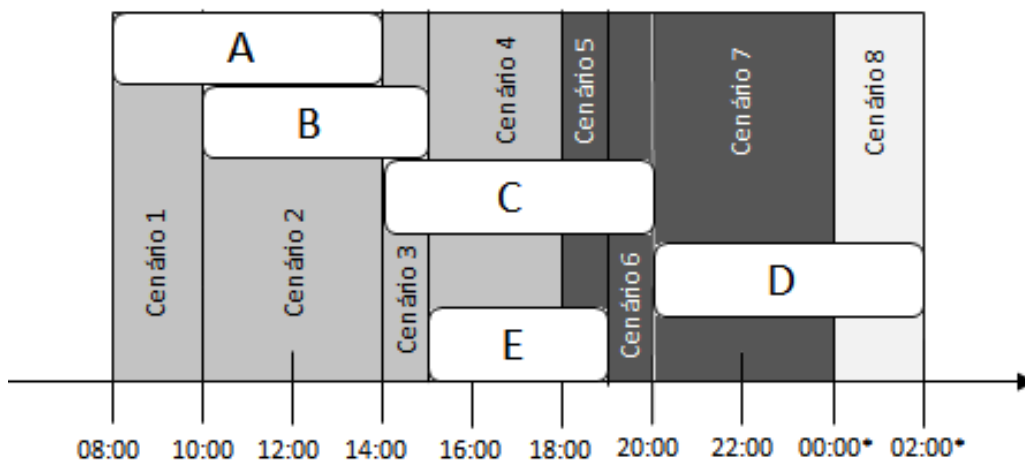 A
B
C
D
E
Cenário 1
Cenário 2
Cenário 3
Cenário 4
Cenário 5
Cenário 6
Cenário 7
Cenário 8
08:00 10:00 12:00 14:00 16:00 18:00 20:00 22:00 00:00* 02:00*